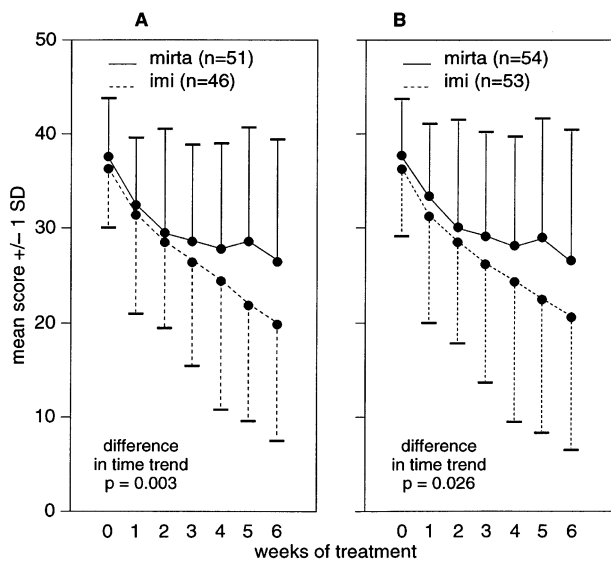 A
B
mean score +/– 1 SD
50
40
30
20
10
0
mirta (n=51)
imi (n=46)
difference
in time trend
p = 0.003
0 1 2 3 4 5 6
mirta (n=54)
imi (n=53)
difference
in time trend
p = 0.026
0 1 2 3 4 5 6
weeks of treatment